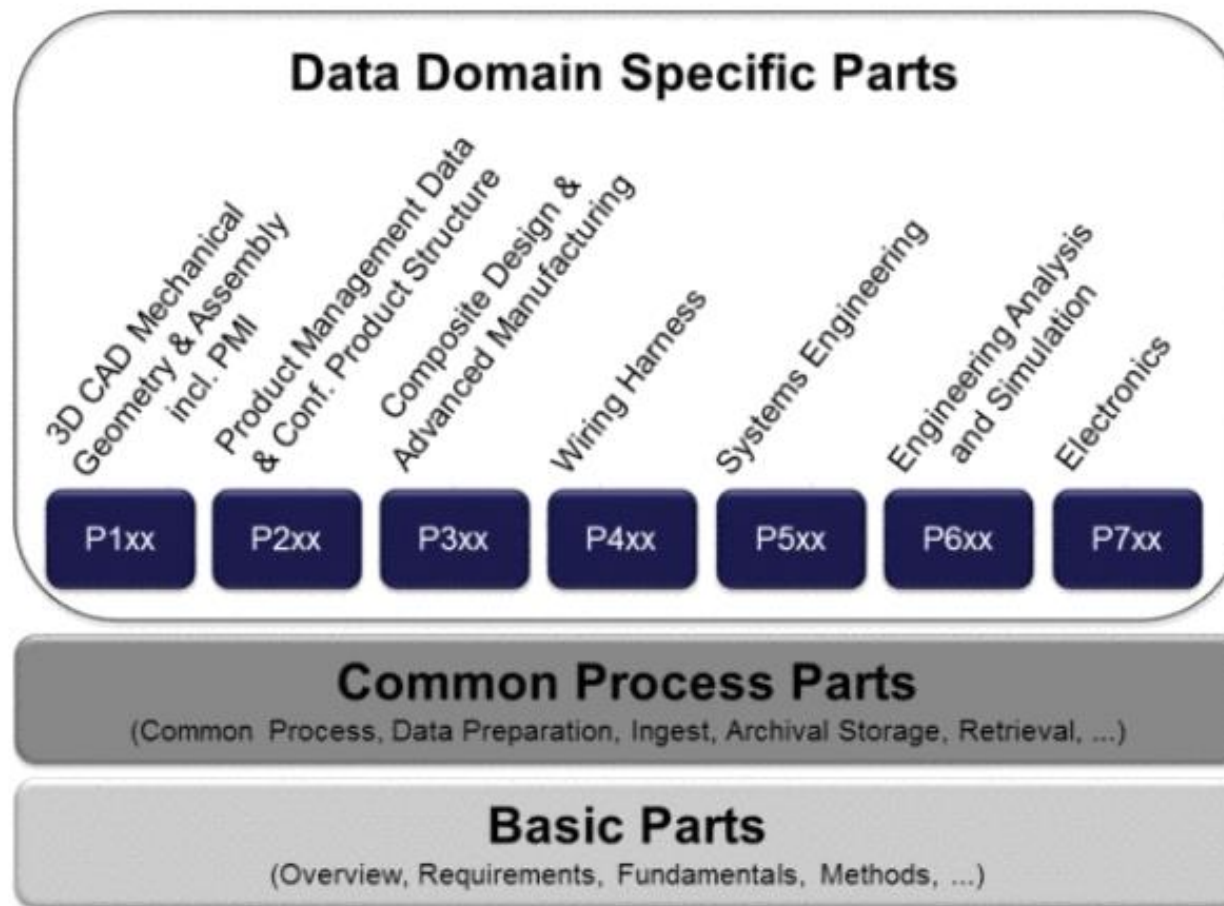 Data Domain Specific Parts
3D CAD Mechanical
Geometry & Assembly
incl. PMI
Product Management Data
& Conf. Product Structure
Composite Design &
Advanced Manufacturing
Wiring Harness
Systems Engineering
Engineering Analysis
and Simulation
Electronics
P1xx
P2xx
P3xx
P4xx
P5xx
P6xx
P7xx
Common Process Parts
(Common Process, Data Preparation, Ingest, Archival Storage, Retrieval, ...)
Basic Parts
(Overview, Requirements, Fundamentals, Methods, ...)